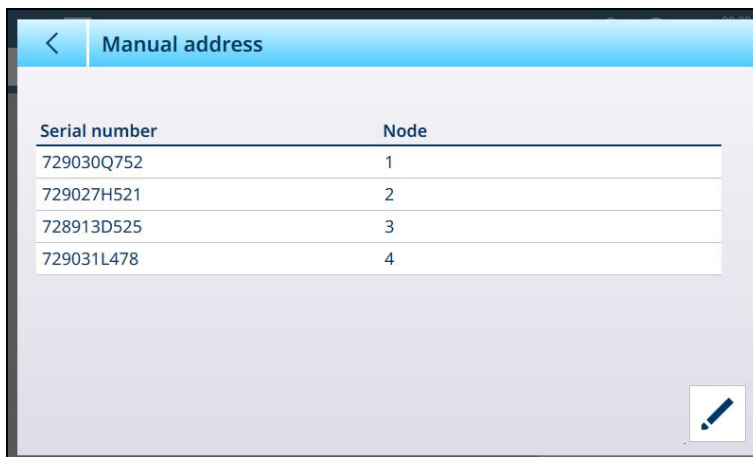 Manual address
Serial number Node
729030Q752 1
729027H521 2
728913D525 3
729031L478 4